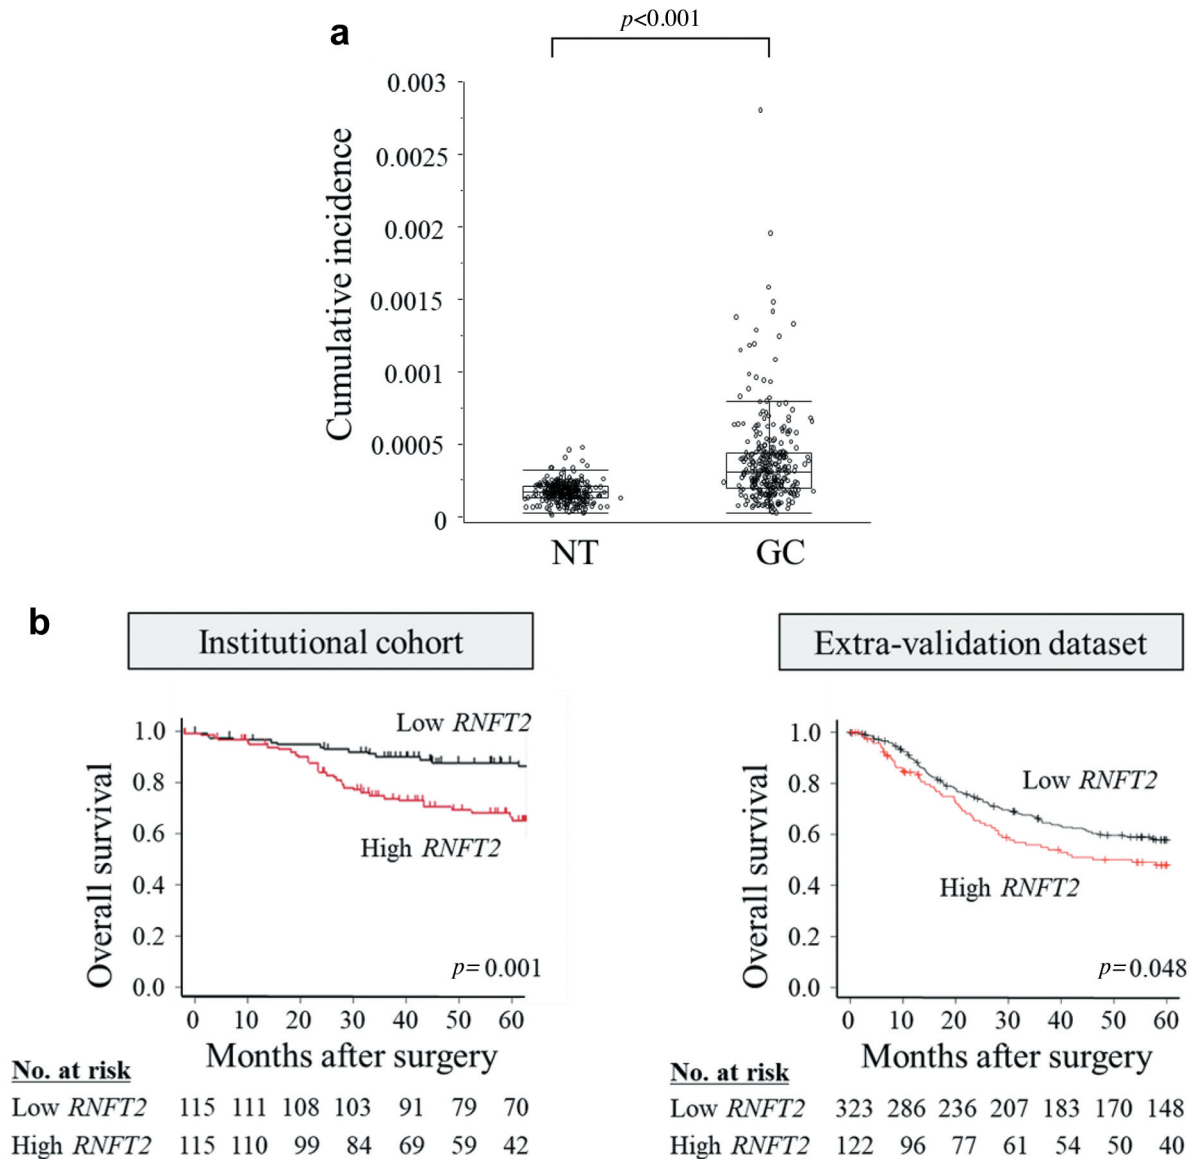 a
p<0.001
Cumulative incidence
0.003
0.0025
0.002
0.0015
0.001
0.0005
0
NT GC
b
Institutional cohort
Overall survival
1.0
0.8
0.6
0.4
0.2
0.0
Low RNFT2
High RNFT2
p= 0.001
0 10 20 30 40 50 60
Months after surgery
No. at risk
Low RNFT2 115 111 108 103 91 79 70
High RNFT2 115 110 99 84 69 59 42
Extra-validation dataset
Overall survival
1.0
0.8
0.6
0.4
0.2
0.0
Low RNFT2
High RNFT2
p= 0.048
0 10 20 30 40 50 60
Months after surgery
No. at risk
Low RNFT2 323 286 236 207 183 170 148
High RNFT2 122 96 77 61 54 50 40